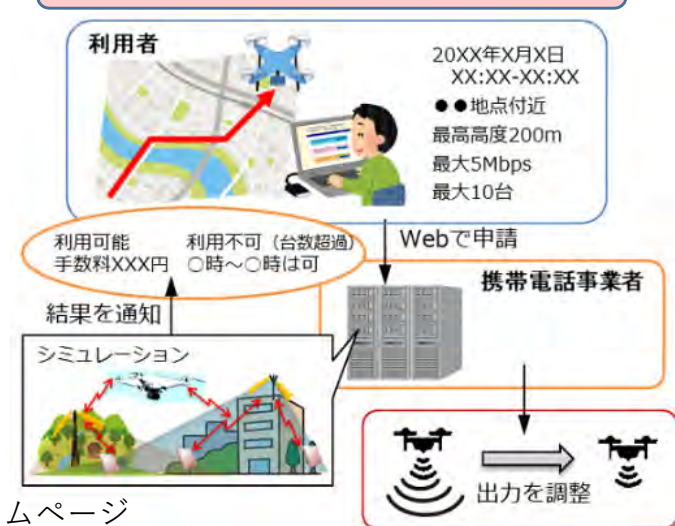 利用者
20XX年X月X日
XX:XX-XX:XX
●●地点付近
最高高度200m
最大5Mbps
最大10台
利用可能
手数料XXX円
利用不可（台数超過）
○時～○時は可
Webで申請
携帯電話事業者
結果を通知
シミュレーション
出力を調整
ムページ